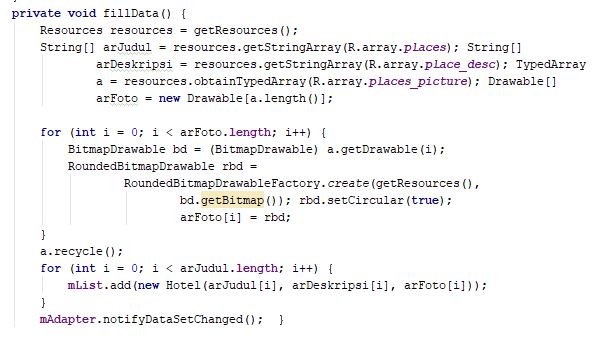 private void fillData() {
Resources resources = getResources();
String[] arJudul = resources.getStringArray(R.array.places); String[]
arDeskripsi = resources.getStringArray(R.array.place_desc); TypedArray
a = resources.obtainTypedArray(R.array.places_picture); Drawable[]
arFoto = new Drawable[a.length()];
for (int i = 0; i < arFoto.length; i++) {
BitmapDrawable bd = (BitmapDrawable) a.getDrawable(i);
RoundedBitmapDrawable rbd =
RoundedBitmapDrawableFactory.create(getResources(),
bd.getBitmap()); rbd.setCircular(true);
arFoto[i] = rbd;
}
a.recycle();
for (int i = 0; i < arJudul.length; i++) {
mList.add(new Hotel(arJudul[i], arDeskripsi[i], arFoto[i]));
}
mAdapter.notifyDataSetChanged();  }